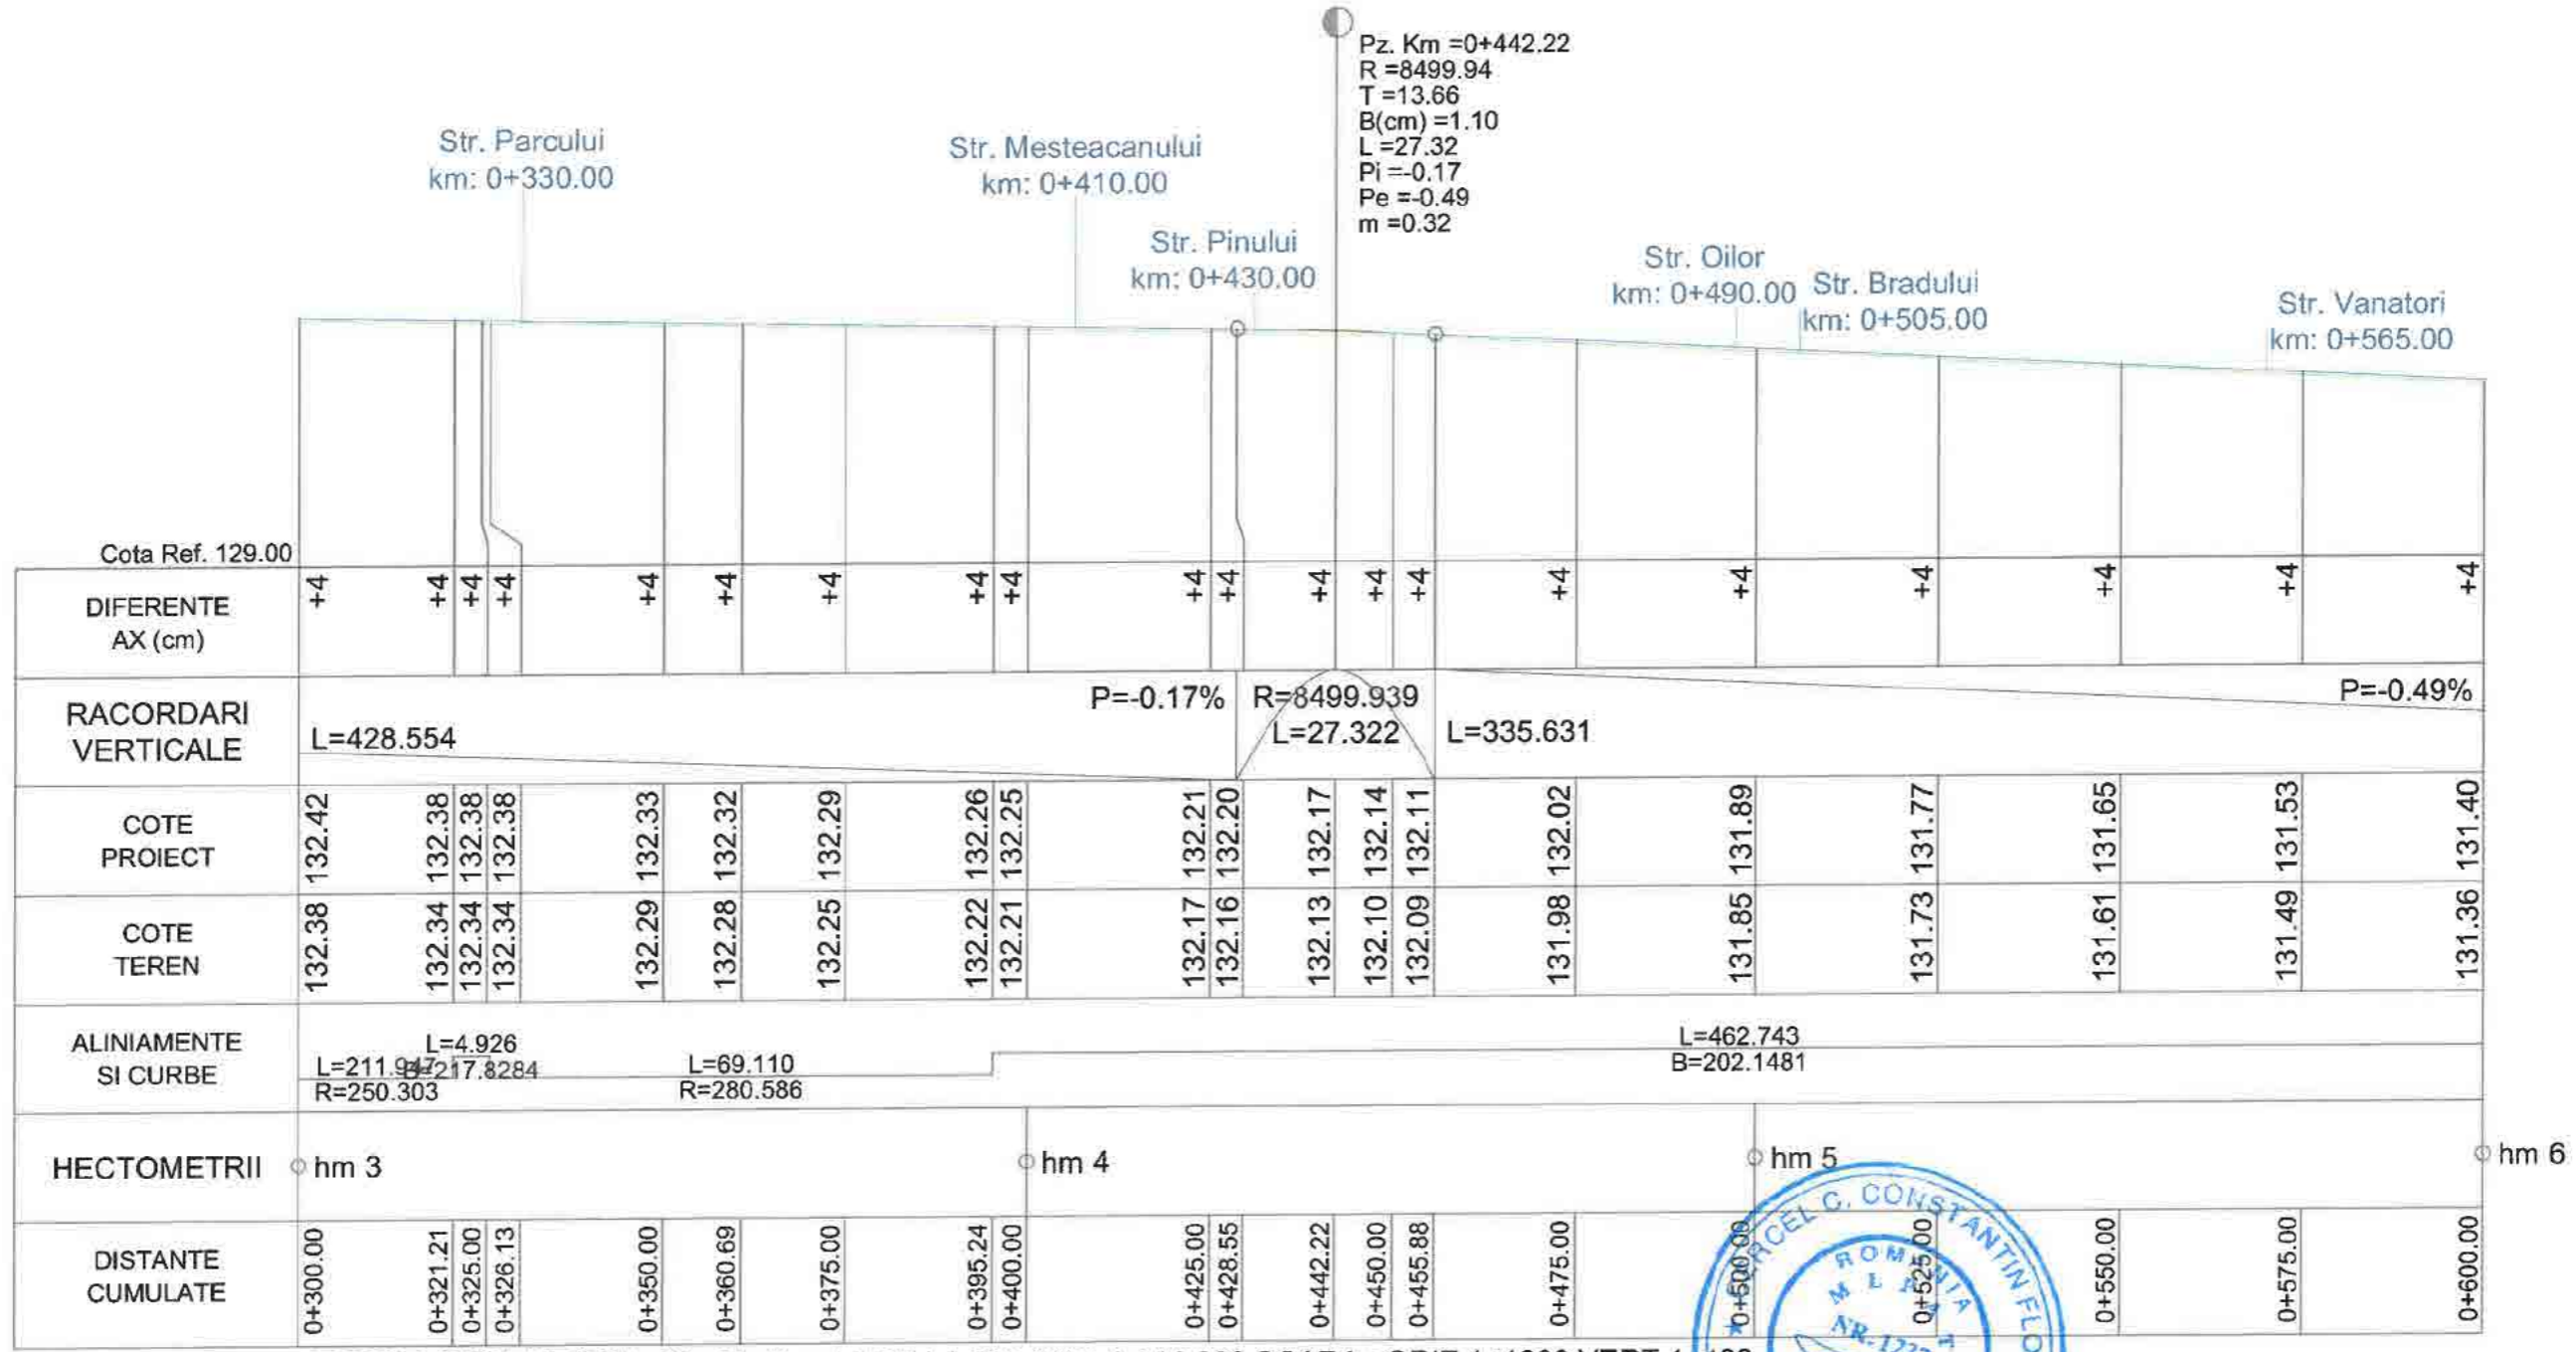 Pz. Km =0+442.22
R =8499.94
T =13.66
B(cm) =1.10
L =27.32
Pi =-0.17
Pe =-0.49
m =0.32
Str. Parcului
km: 0+330.00
Str. Mesteacanului
km: 0+410.00
Str. Pinului
km: 0+430.00
Str. Oilor
km: 0+490.00
Str. Bradului
km: 0+505.00
Str. Vanatori
km: 0+565.00
Cota Ref. 129.00
DIFERENTE
AX (cm)
+4 +4 +4 +4 +4 +4 +4 +4 +4 +4 +4 +4 +4 +4 +4 +4 +4 +4 +4 +4
RACORDARI
VERTICALE
L=428.554
P=-0.17%
R=8499.939
L=27.322
L=335.631
P=-0.49%
COTE
PROIECT
132.42 132.38 132.38 132.38 132.33 132.32 132.29 132.26 132.25 132.21 132.20 132.17 132.14 132.11 132.02 131.89 131.77 131.65 131.53 131.40
COTE
TEREN
132.38 132.34 132.34 132.34 132.29 132.28 132.25 132.22 132.21 132.17 132.16 132.13 132.10 132.09 131.98 131.85 131.73 131.61 131.49 131.36
ALINIAMENTE
SI CURBE
L=211.947
R=250.303
L=4.926
B=217.8284
L=69.110
R=280.586
L=462.743
B=202.1481
HECTOMETRII
hm 3
hm 4
hm 5
hm 6
DISTANTE
CUMULATE
0+300.00 0+321.21 0+325.00 0+326.13 0+350.00 0+360.69 0+375.00 0+395.24 0+400.00 0+425.00 0+428.55 0+442.22 0+450.00 0+455.88 0+475.00 0+500.00 0+525.00 0+550.00 0+575.00 0+600.00
C. CONSTANTIN
ROMANIA